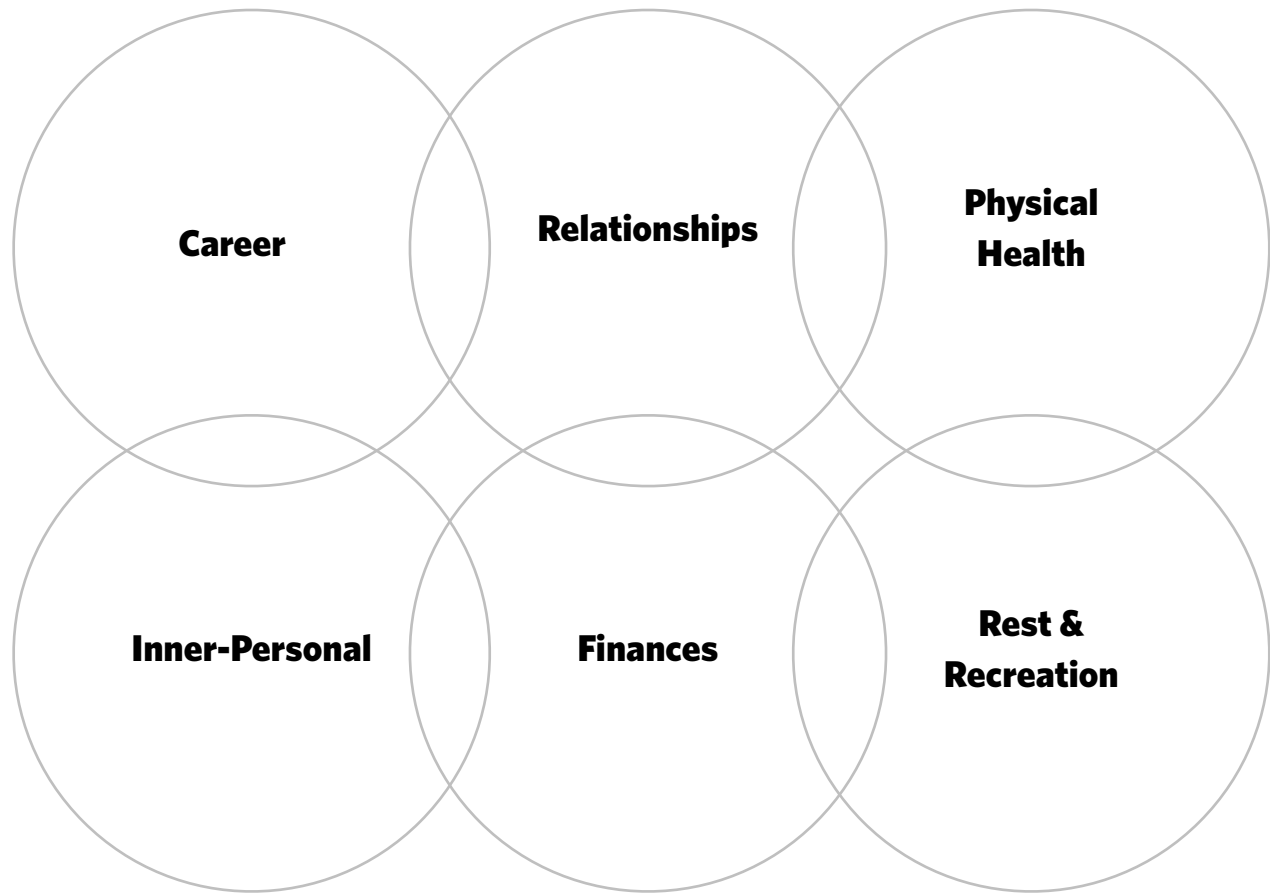 Career
Relationships
Physical
Health
Inner-Personal
Finances
Rest &
Recreation